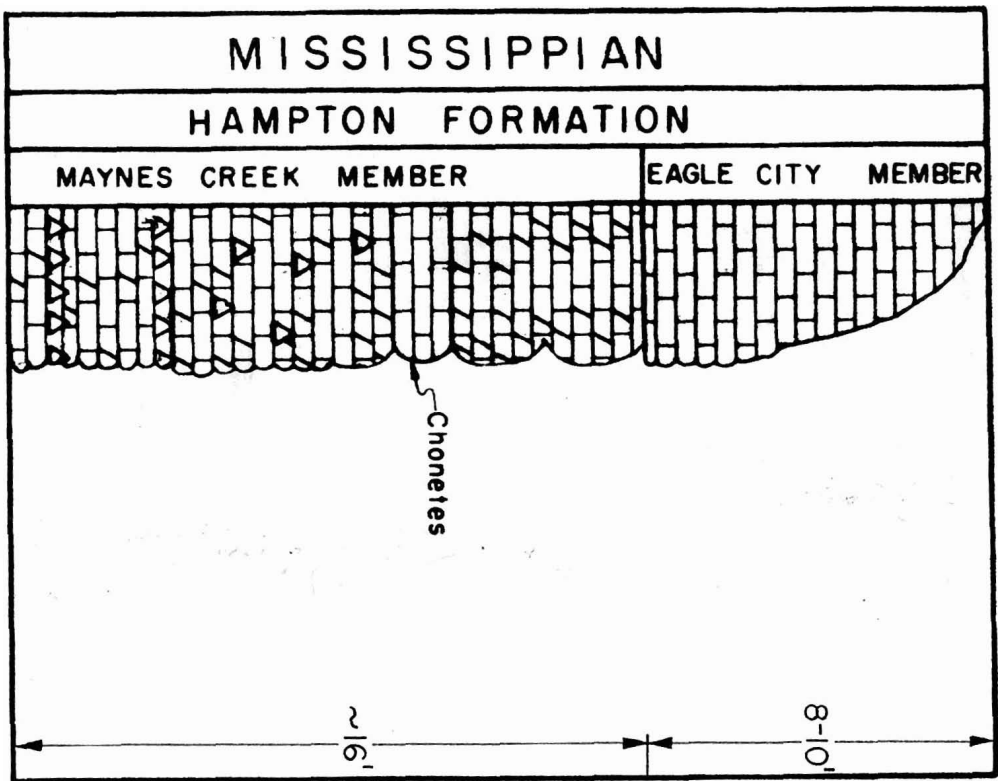 MISSISSIPPIAN
HAMPTON FORMATION
MAYNES CREEK MEMBER
EAGLE CITY MEMBER
Chonetes
~16'
8-10'